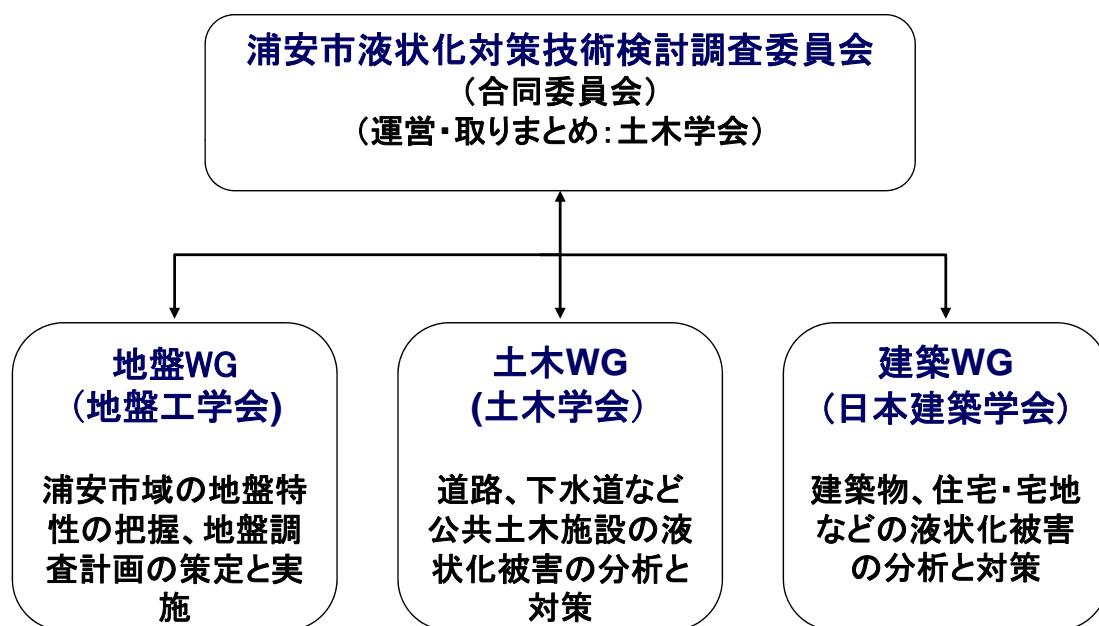 浦安市液状化対策技術検討調査委員会
（合同委員会）
（運営・取りまとめ：土木学会）
地盤WG
（地盤工学会)
浦安市域の地盤特
性の把握、地盤調
査計画の策定と実
施
土木WG
(土木学会）
道路、下水道など
公共土木施設の液
状化被害の分析と
対策
建築WG
（日本建築学会）
建築物、住宅・宅地
などの液状化被害
の分析と対策